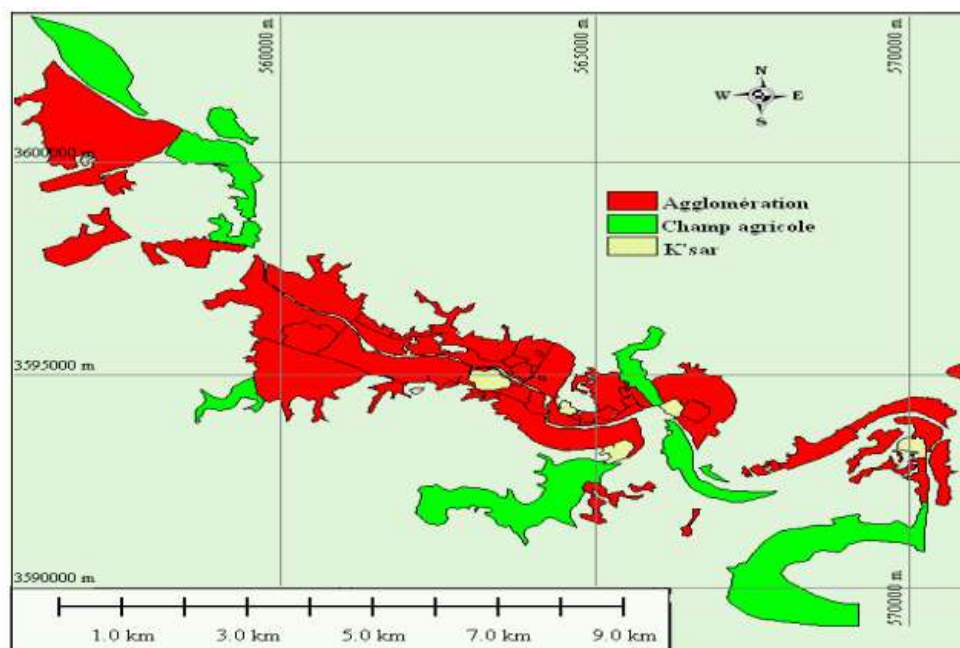 560000 m
565000 m
570000 m
N
W E
S
3600000 m
Agglomèration
Champ agricole
K'sar
3595000 m
3590000 m
570000 m
1.0 km 3.0 km 5.0 km 7.0 km 9.0 km